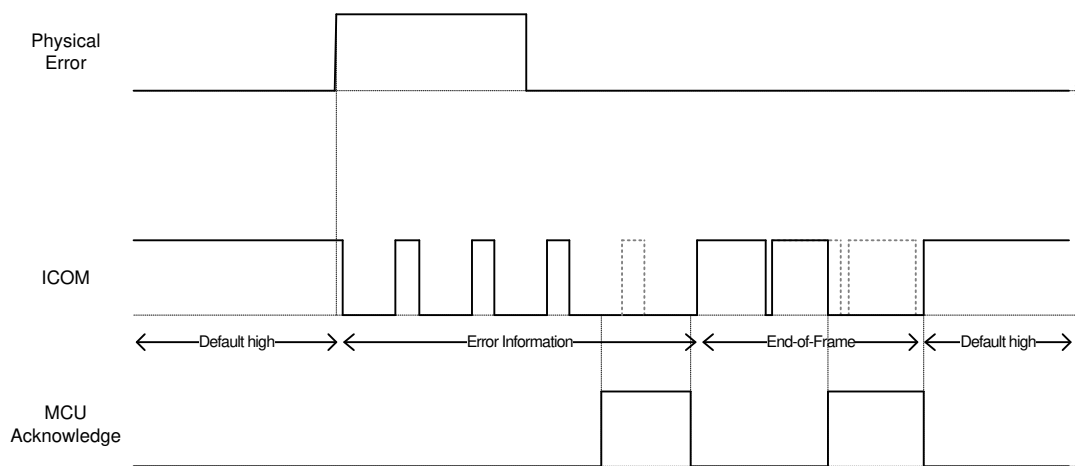 Physical
Error
ICOM
Default high
Error Information
End-of-Frame
Default high
MCU
Acknowledge